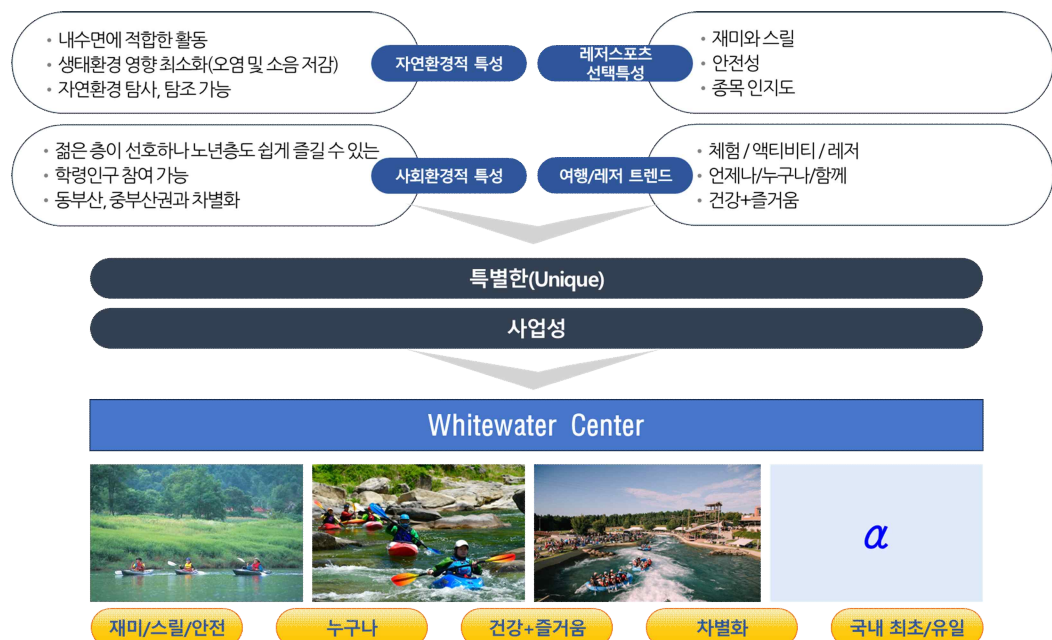 • 내수면에 적합한 활동
• 생태환경 영향 최소화(오염 및 소음 저감)
• 자연환경 탐사, 탐조 가능
자연환경적 특성
레저스포츠
선택특성
• 재미와 스릴
• 안전성
• 종목 인지도
• 젊은 층이 선호하나 노년층도 쉽게 즐길 수 있는
• 학령인구 참여 가능
• 동부산, 중부산권과 차별화
사회환경적 특성
여행/레저 트렌드
• 체험 / 액티비티 / 레저
• 언제나/누구나/함께
• 건강+즐거움
특별한(Unique)
사업성
Whitewater Center
α
재미/스릴/안전
누구나
건강+즐거움
차별화
국내 최초/유일